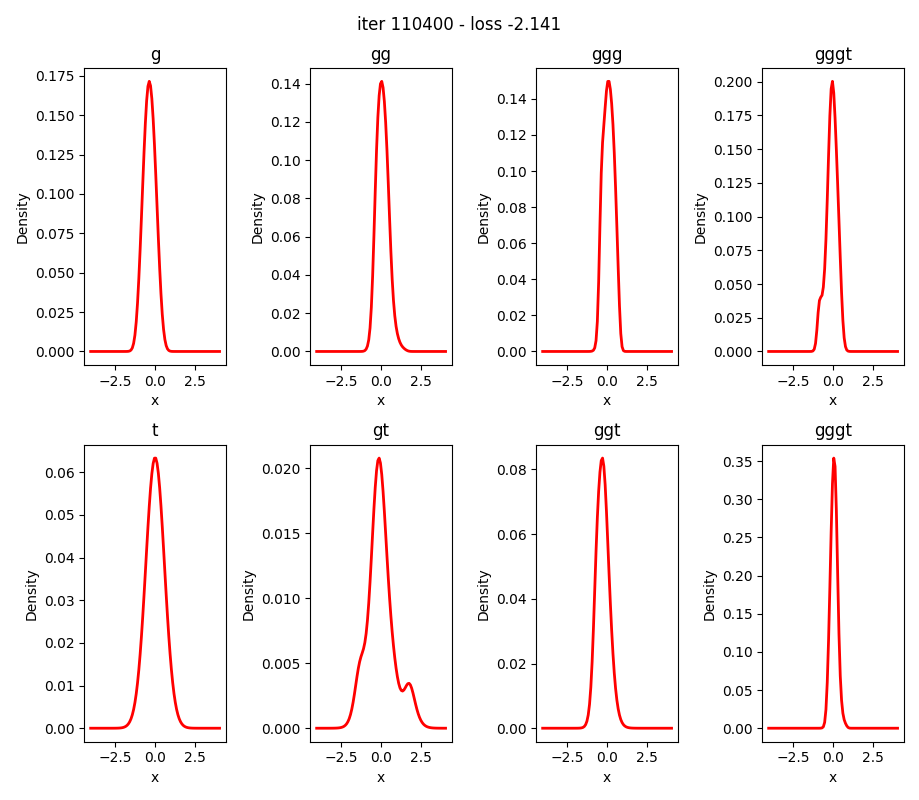 iter 110400 - loss -2.141
g
gg
ggg
gggt
0.175
0.150
0.125
0.100
0.075
0.050
0.025
0.000
Density
−2.5 0.0 2.5
x
0.14
0.12
0.10
0.08
0.06
0.04
0.02
0.00
Density
−2.5 0.0 2.5
x
0.14
0.12
0.10
0.08
0.06
0.04
0.02
0.00
Density
−2.5 0.0 2.5
x
0.200
0.175
0.150
0.125
0.100
0.075
0.050
0.025
0.000
Density
−2.5 0.0 2.5
x
t
gt
ggt
gggt
0.06
0.05
0.04
0.03
0.02
0.01
0.00
Density
−2.5 0.0 2.5
x
0.020
0.015
0.010
0.005
0.000
Density
−2.5 0.0 2.5
x
0.08
0.06
0.04
0.02
0.00
Density
−2.5 0.0 2.5
x
0.35
0.30
0.25
0.20
0.15
0.10
0.05
0.00
Density
−2.5 0.0 2.5
x